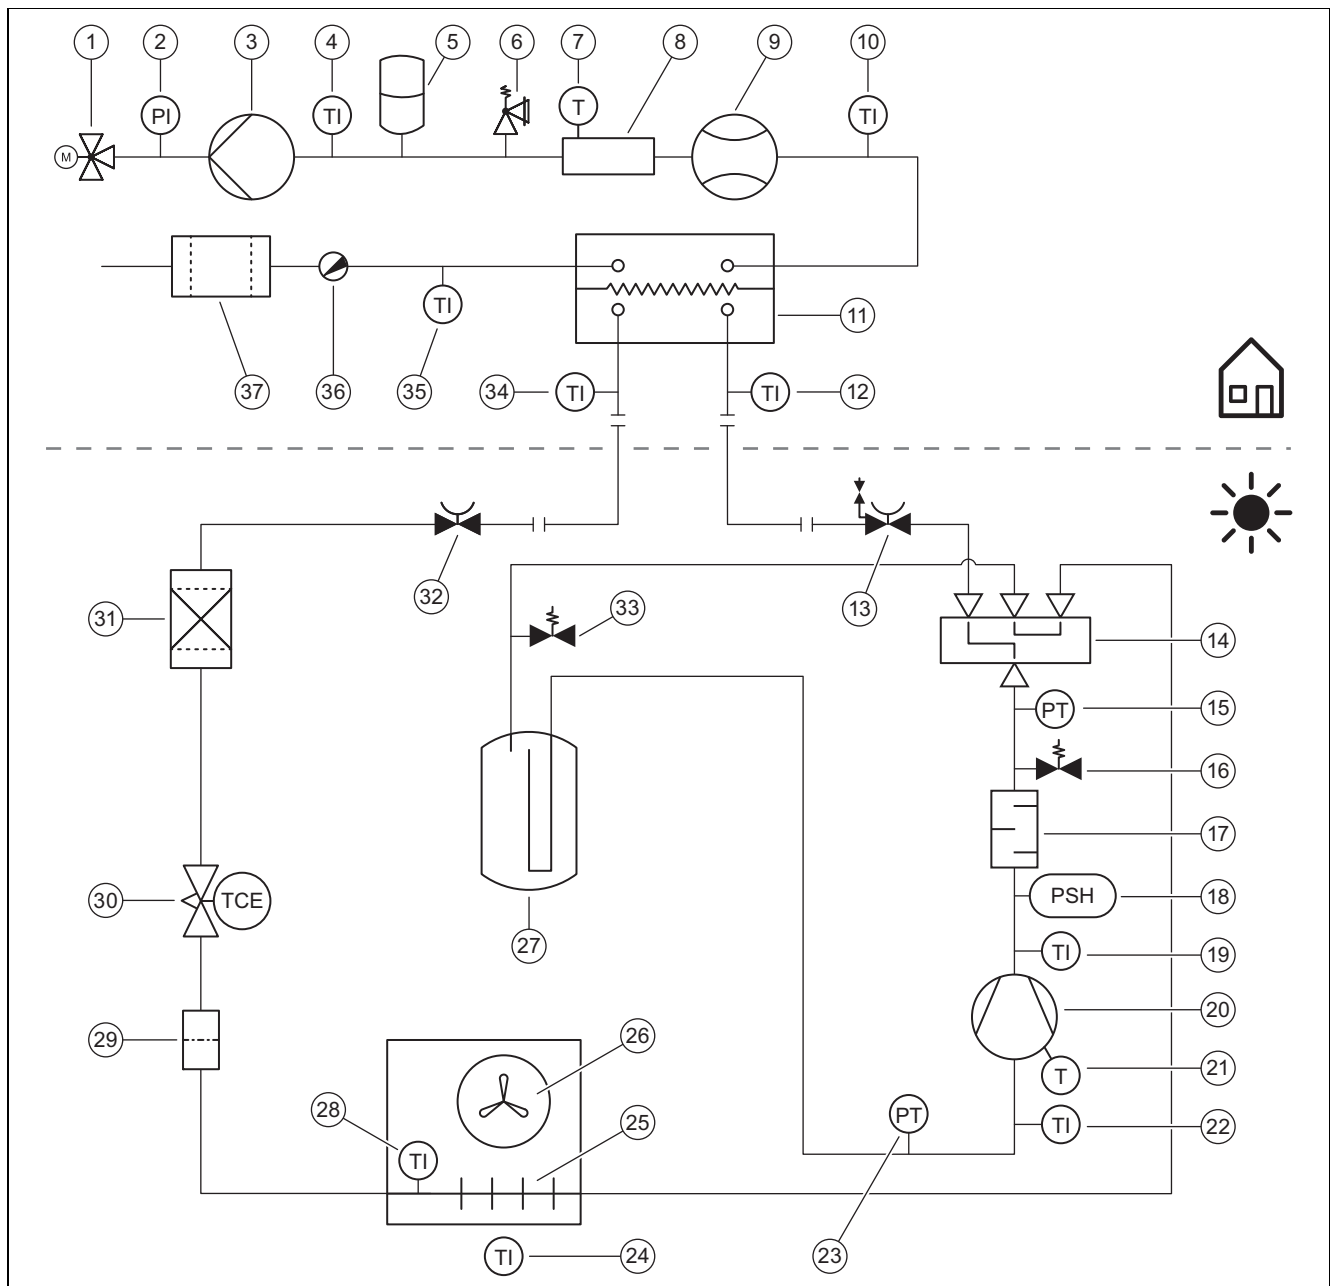 1 2 3 4 5 6 7 8 9 10
PI TI T TI
M
TI
11
37 36 35 34 TI TI 12
32 33 13
31
14
PT 15
16
17
30 TCE PSH 18
27
TI 19
20
29 26
T 21
28 PT
25 TI 22
TI
TI 24 23